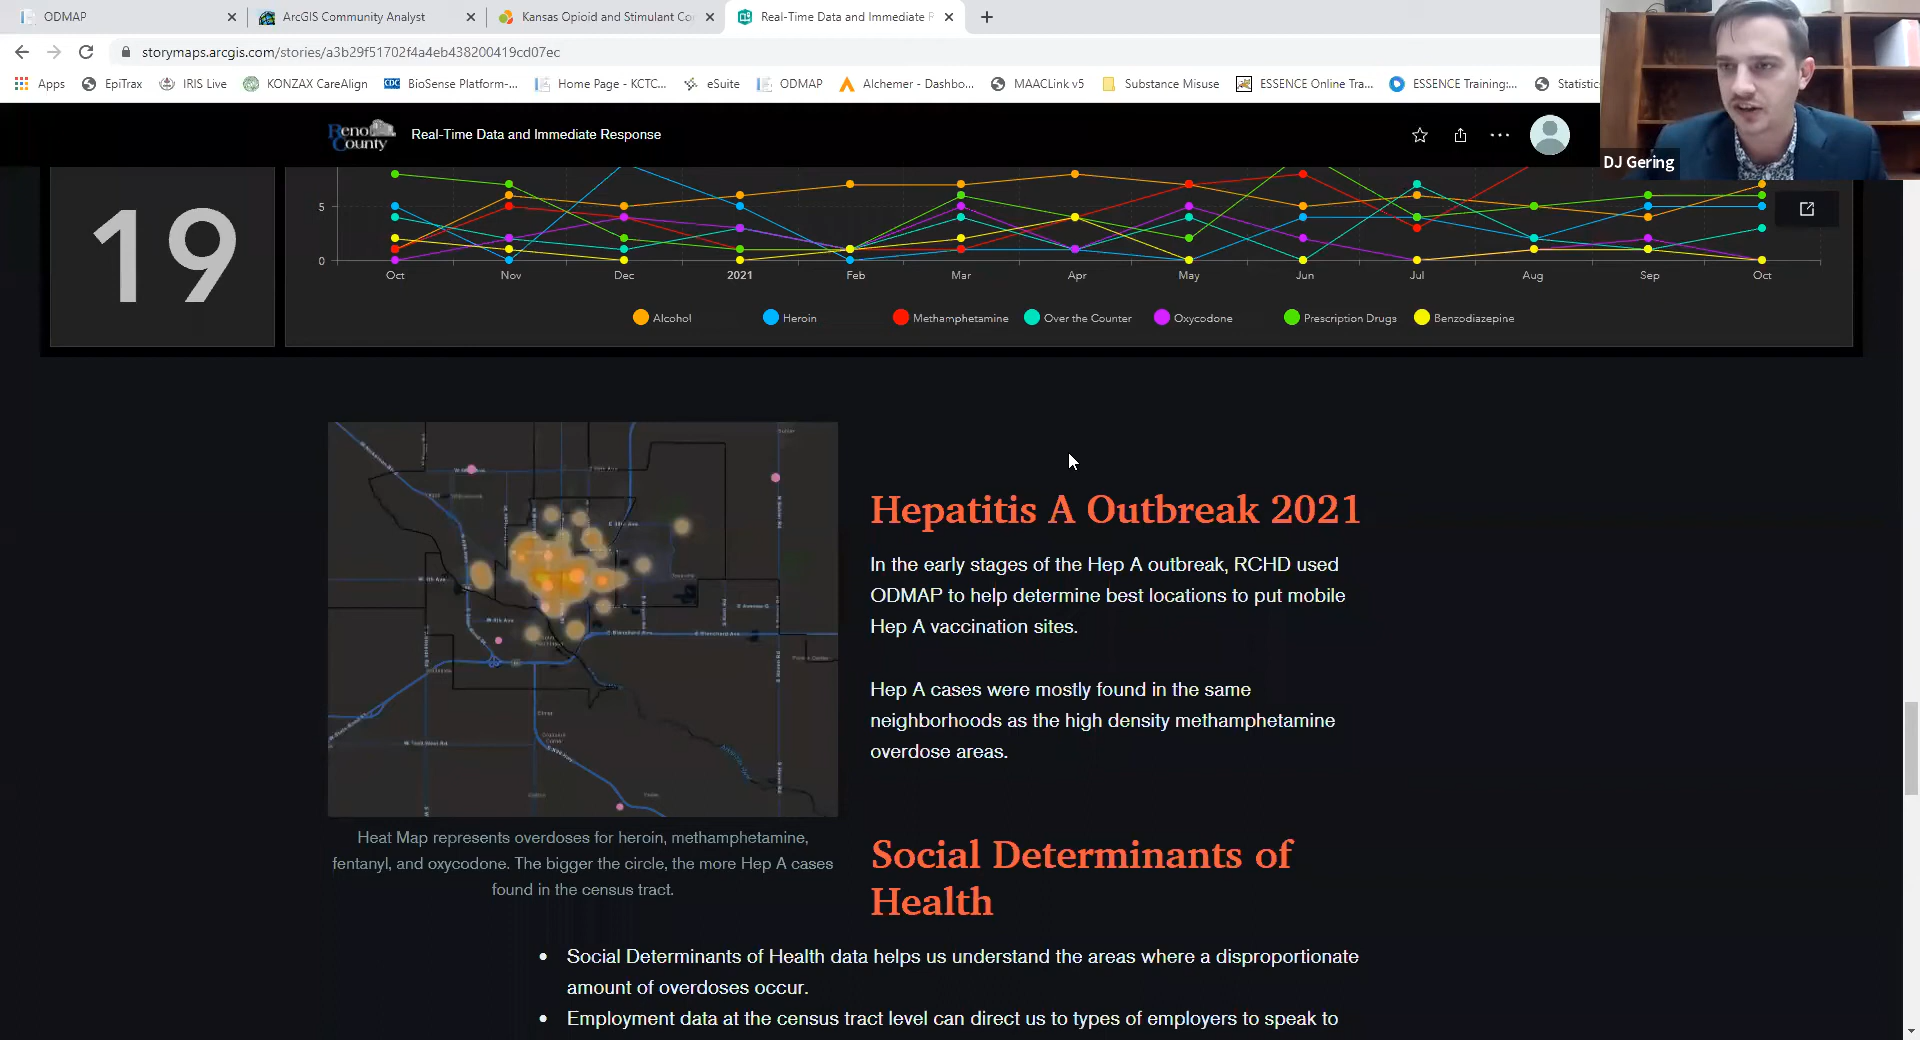 ODMAP
ArcGIS Community Analyst
Kansas Opioid and Stimulant Co
Real-Time Data and Immediate R
storymaps.arcgis.com/stories/a3b29f51702f4a4eb438200419cd07ec
Apps
EpiTrax
IRIS Live
KONZAX CareAlign
CDC
BioSense Platform-...
Home Page - KCTC...
eSuite
ODMAP
Alchemer - Dashbo...
MAACLink v5
Substance Misuse
ESSENCE Online Tra...
ESSENCE Training:...
Statistic
DJ Gering
Reno County
Real-Time Data and Immediate Response
19
5
0
Oct
Nov
Dec
2021
Feb
Mar
Apr
May
Jun
Jul
Aug
Sep
Oct
Alcohol
Heroin
Methamphetamine
Over the Counter
Oxycodone
Prescription Drugs
Benzodiazepine
Hepatitis A Outbreak 2021
In the early stages of the Hep A outbreak, RCHD used
ODMAP to help determine best locations to put mobile
Hep A vaccination sites.
Hep A cases were mostly found in the same
neighborhoods as the high density methamphetamine
overdose areas.
Heat Map represents overdoses for heroin, methamphetamine,
fentanyl, and oxycodone. The bigger the circle, the more Hep A cases
found in the census tract.
Social Determinants of
Health
• Social Determinants of Health data helps us understand the areas where a disproportionate
amount of overdoses occur.
• Employment data at the census tract level can direct us to types of employers to speak to